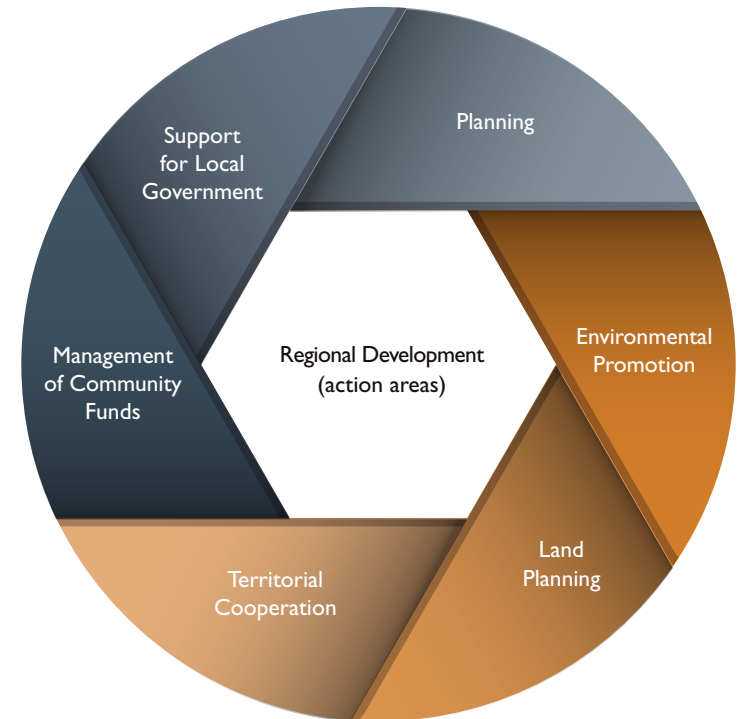 Support
for Local
Government
Planning
Environmental
Promotion
Land
Planning
Territorial
Cooperation
Management
of Community
Funds
Regional Development
(action areas)